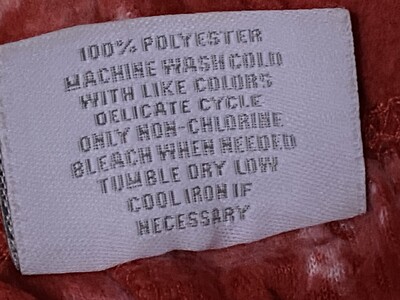 100% POLYESTER
MACHINE WASH COLD
WITH LIKE COLORS
DELICATE CYCLE
ONLY NON-CHLORINE
BLEACH WHEN NEEDED
TUMBLE DRY LOW
COOL IRON IF
NECESSARY